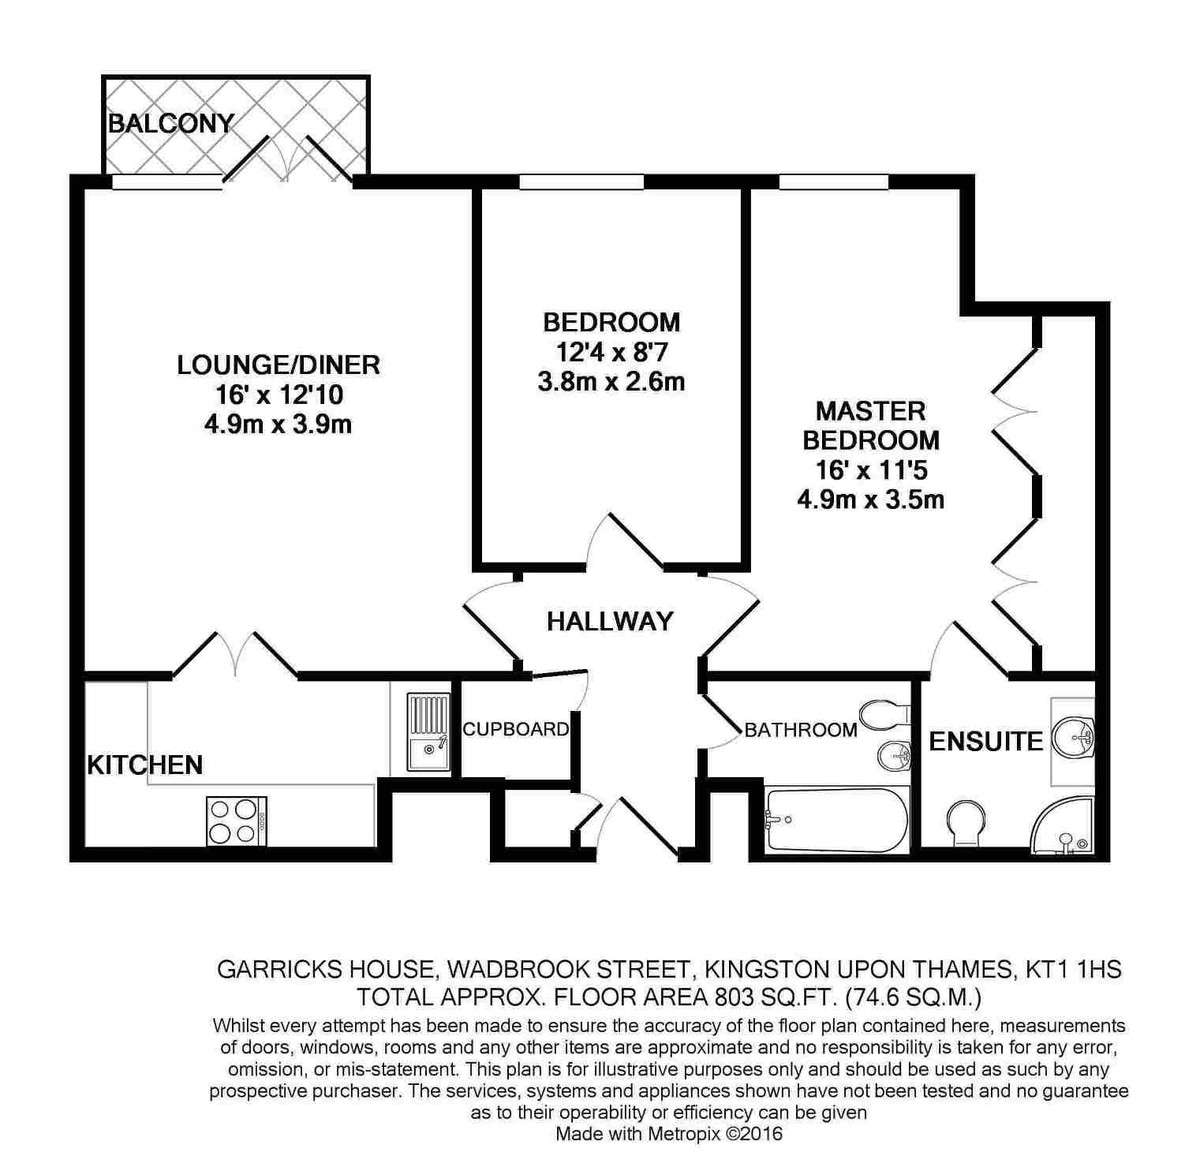 BALCONY
LOUNGE/DINER
16' x 12'10
4.9m x 3.9m
BEDROOM
12'4 x 8'7
3.8m x 2.6m
MASTER
BEDROOM
16' x 11'5
4.9m x 3.5m
HALLWAY
KITCHEN
CUPBOARD
BATHROOM
ENSUITE
GARRICKS HOUSE, WADBROOK STREET, KINGSTON UPON THAMES, KT1 1HS
TOTAL APPROX. FLOOR AREA 803 SQ.FT. (74.6 SQ.M.)
Whilst every attempt has been made to ensure the accuracy of the floor plan contained here, measurements
of doors, windows, rooms and any other items are approximate and no responsibility is taken for any error,
omission, or mis-statement. This plan is for illustrative purposes only and should be used as such by any
prospective purchaser. The services, systems and appliances shown have not been tested and no guarantee
as to their operability or efficiency can be given
Made with Metropix ©2016